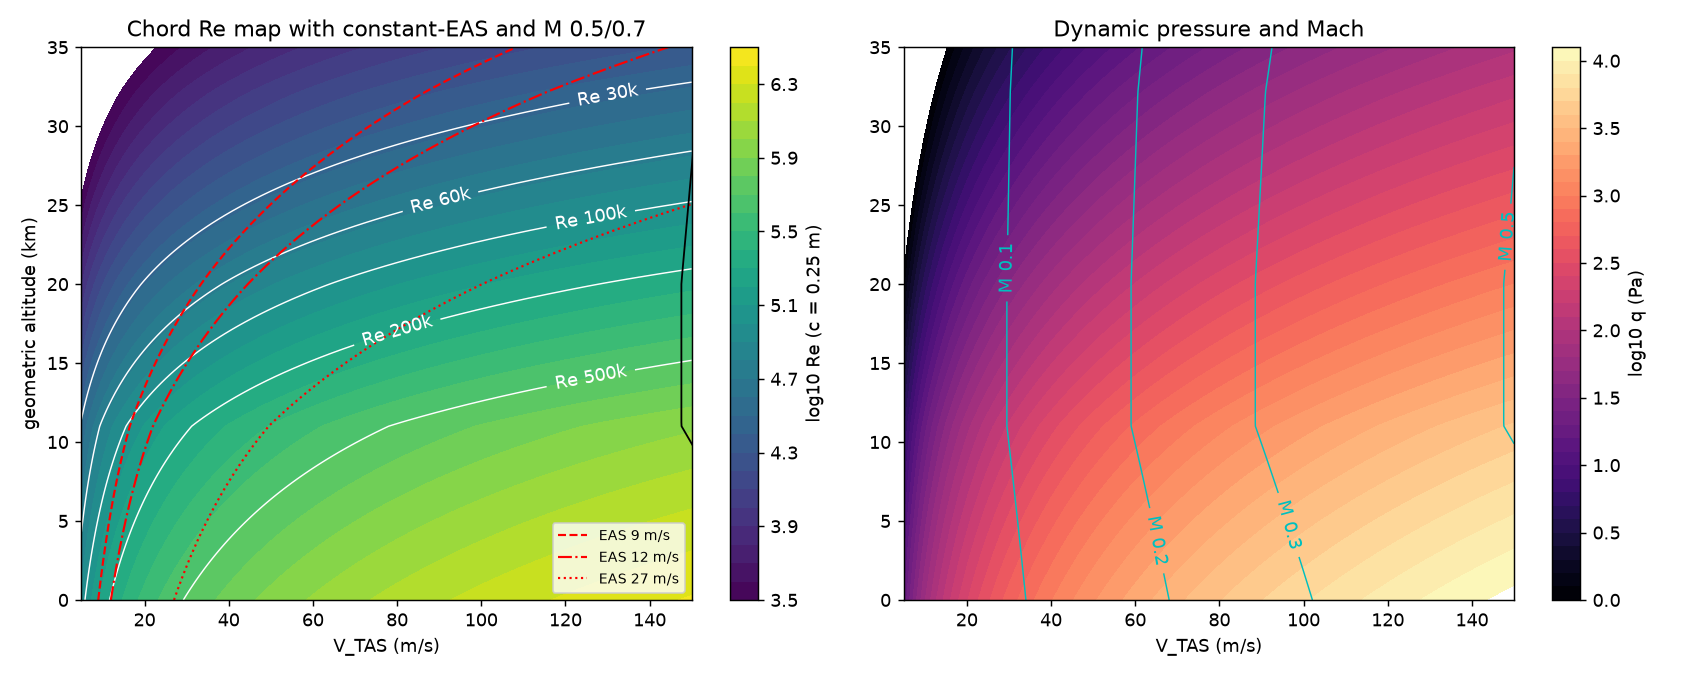 Chord Re map with constant-EAS and M 0.5/0.7
geometric altitude (km)
35
30
25
20
15
10
5
0
20
40
60
80
100
120
140
V_TAS (m/s)
Re 30k
Re 60k
Re 100k
Re 200k
Re 500k
EAS 9 m/s
EAS 12 m/s
EAS 27 m/s
6.3
5.9
5.5
5.1
4.7
4.3
3.9
3.5
log10 Re (c = 0.25 m)
Dynamic pressure and Mach
35
30
25
20
15
10
5
0
20
40
60
80
100
120
140
V_TAS (m/s)
M 0.1
M 0.2
M 0.3
M 0.5
4.0
3.5
3.0
2.5
2.0
1.5
1.0
0.5
0.0
log10 q (Pa)